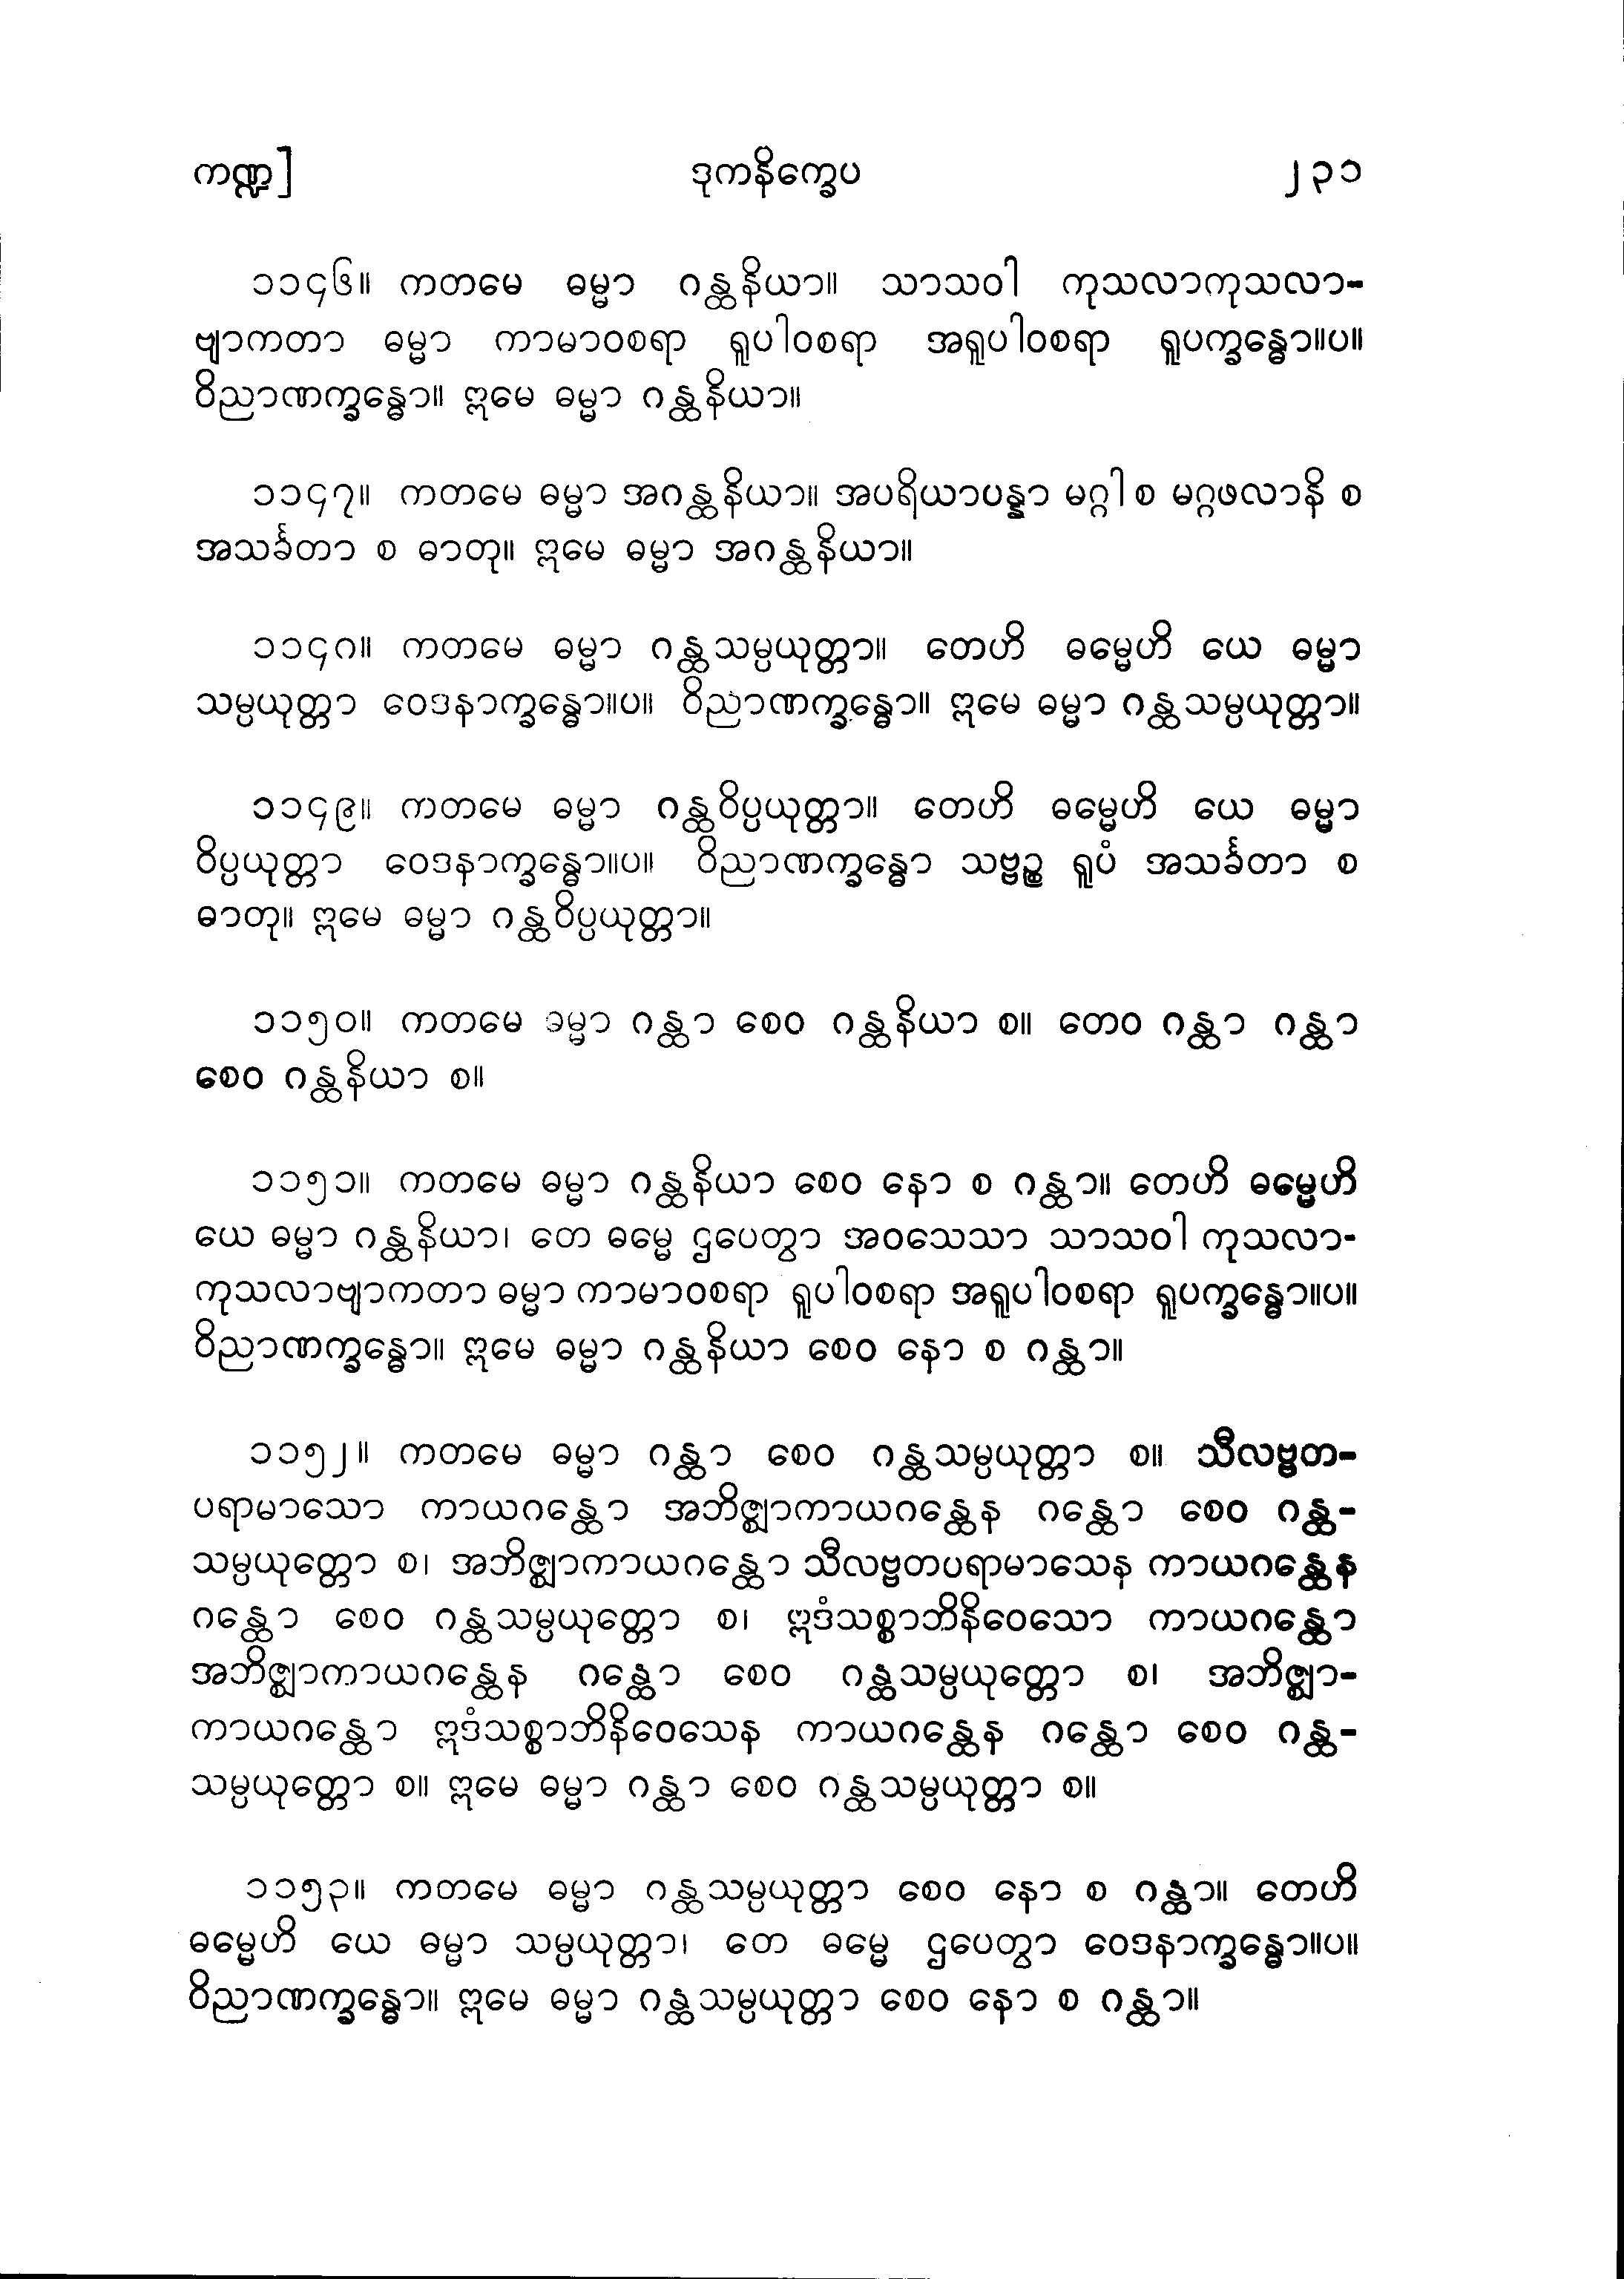 ကဏ္ဍ] ဒုကနိက္ခေပ ၂၃၁
၁၁၄၆။ ကတမေ ဓမ္မာ ဂန္ထနိယာ။ သာသဝါ ကုသလာကုသလာ-
ဗျာကတာ ဓမ္မာ ကာမာဝစရာ ရူပါဝစရာ အရူပါဝစရာ ရူပက္ခန္ဓော။ပ။
ဝိညာဏက္ခန္ဓော။ ဣမေ ဓမ္မာ ဂန္ထနိယာ။
၁၁၄၇။ ကတမေ ဓမ္မာ အဂန္ထနိယာ။ အပရိယာပန္နာ မဂ္ဂါ စ မဂ္ဂဖလာနိ စ
အသင်္ခတာ စ ဓာတု။ ဣမေ ဓမ္မာ အဂန္ထနိယာ။
၁၁၄၈။ ကတမေ ဓမ္မာ ဂန္ထသမ္ပယုတ္တာ။ တေဟိ ဓမ္မေဟိ ယေ ဓမ္မာ
သမ္ပယုတ္တာ ဝေဒနာက္ခန္ဓော။ပ။ ဝိညာဏက္ခန္ဓော။ ဣမေ ဓမ္မာ ဂန္ထသမ္ပယုတ္တာ။
၁၁၄၉။ ကတမေ ဓမ္မာ ဂန္ထဝိပ္ပယုတ္တာ။ တေဟိ ဓမ္မေဟိ ယေ ဓမ္မာ
ဝိပ္ပယုတ္တာ ဝေဒနာက္ခန္ဓော။ပ။ ဝိညာဏက္ခန္ဓော သဗ္ဗဉ္စ ရူပံ အသင်္ခတာ စ
ဓာတု။ ဣမေ ဓမ္မာ ဂန္ထဝိပ္ပယုတ္တာ။
၁၁၅၀။ ကတမေ ဓမ္မာ ဂန္ထာ စေဝ ဂန္ထနိယာ စ။ တေဝ ဂန္ထာ ဂန္ထာ
စေဝ ဂန္ထနိယာ စ။
၁၁၅၁။ ကတမေ ဓမ္မာ ဂန္ထနိယာ စေဝ နော စ ဂန္ထာ။ တေဟိ ဓမ္မေဟိ
ယေ ဓမ္မာ ဂန္ထနိယာ၊ တေ ဓမ္မေ ဌပေတွာ အဝသေသာ သာသဝါ ကုသလာ-
ကုသလာဗျာကတာ ဓမ္မာ ကာမာဝစရာ ရူပါဝစရာ အရူပါဝစရာ ရူပက္ခန္ဓော။ပ။
ဝိညာဏက္ခန္ဓော။ ဣမေ ဓမ္မာ ဂန္ထနိယာ စေဝ နော စ ဂန္ထာ။
၁၁၅၂။ ကတမေ ဓမ္မာ ဂန္ထာ စေဝ ဂန္ထသမ္ပယုတ္တာ စ။ သီလဗ္ဗတ-
ပရာမာသော ကာယဂန္ထော အဘိဇ္ဈာကာယဂန္ထေန ဂန္ထော စေဝ ဂန္ထ-
သမ္ပယုတ္တော စ၊ အဘိဇ္ဈာကာယဂန္ထော သီလဗ္ဗတပရာမာသေန ကာယဂန္ထေန
ဂန္ထော စေဝ ဂန္ထသမ္ပယုတ္တော စ၊ ဣဒံသစ္စာဘိနိဝေသော ကာယဂန္ထော
အဘိဇ္ဈာကာယဂန္ထေန ဂန္ထော စေဝ ဂန္ထသမ္ပယုတ္တော စ၊ အဘိဇ္ဈာ-
ကာယဂန္ထော ဣဒံသစ္စာဘိနိဝေသေန ကာယဂန္ထေန ဂန္ထော စေဝ ဂန္ထ-
သမ္ပယုတ္တော စ။ ဣမေ ဓမ္မာ ဂန္ထာ စေဝ ဂန္ထသမ္ပယုတ္တာ စ။
၁၁၅၃။ ကတမေ ဓမ္မာ ဂန္ထသမ္ပယုတ္တာ စေဝ နော စ ဂန္ထာ။ တေဟိ
ဓမ္မေဟိ ယေ ဓမ္မာ သမ္ပယုတ္တာ၊ တေ ဓမ္မေ ဌပေတွာ ဝေဒနာက္ခန္ဓော။ပ။
ဝိညာဏက္ခန္ဓော။ ဣမေ ဓမ္မာ ဂန္ထသမ္ပယုတ္တာ စေဝ နော စ ဂန္ထာ။